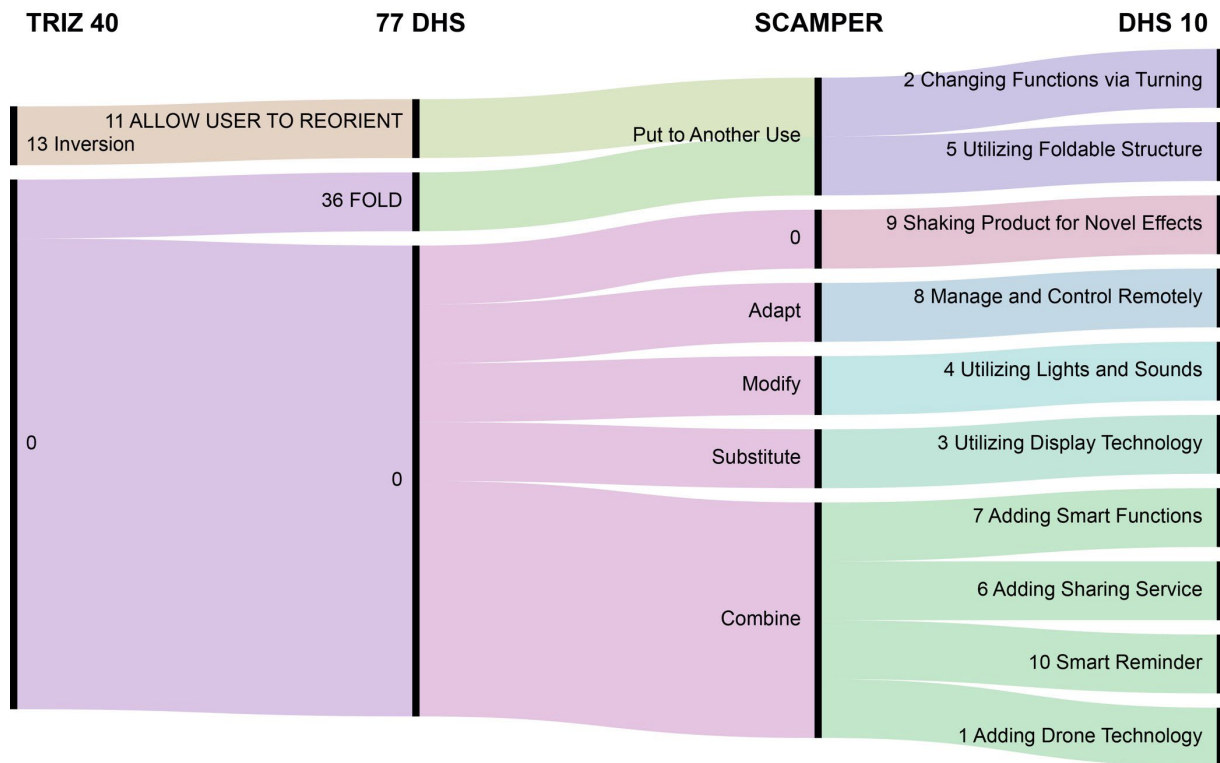 TRIZ 40
77 DHS
SCAMPER
DHS 10
13 Inversion
0
11 ALLOW USER TO REORIENT
36 FOLD
0
Put to Another Use
0
Adapt
Modify
Substitute
Combine
2 Changing Functions via Turning
5 Utilizing Foldable Structure
9 Shaking Product for Novel Effects
8 Manage and Control Remotely
4 Utilizing Lights and Sounds
3 Utilizing Display Technology
7 Adding Smart Functions
6 Adding Sharing Service
10 Smart Reminder
1 Adding Drone Technology